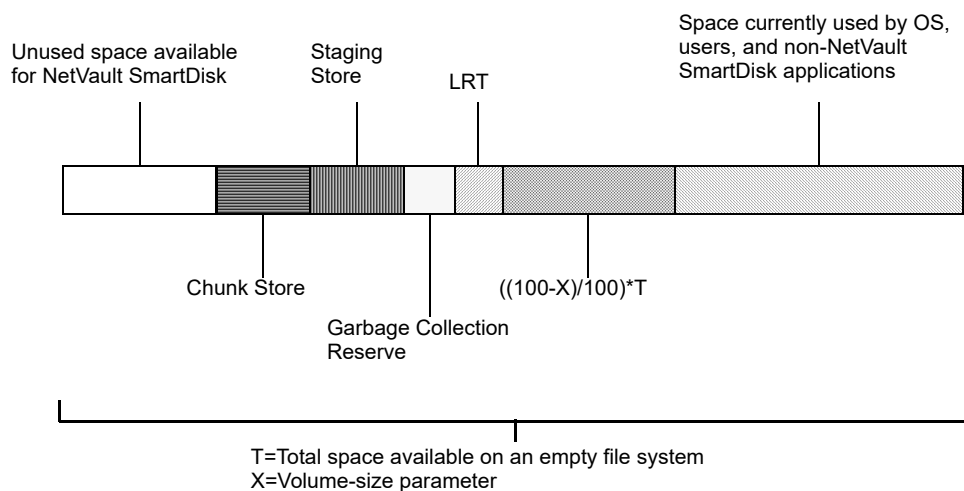 Unused space available
for NetVault SmartDisk
Staging
Store
LRT
Space currently used by OS,
users, and non-NetVault
SmartDisk applications
Chunk Store
((100-X)/100)*T
Garbage Collection
Reserve
T=Total space available on an empty file system
X=Volume-size parameter